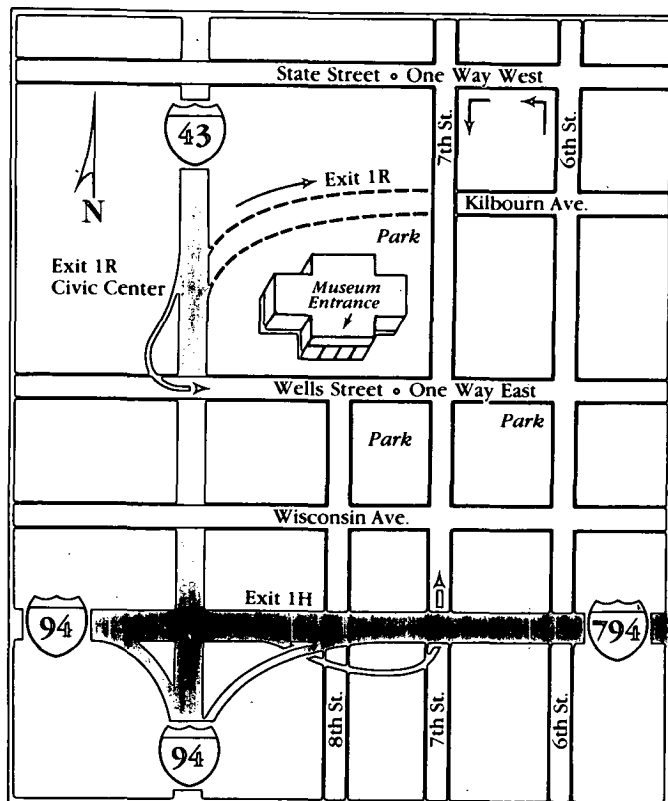 State Street • One Way West
43
7th St.
6th St.
N
Exit 1R
Kilbourn Ave.
Park
Exit 1R
Civic Center
Museum
Entrance
Wells Street • One Way East
Park
Park
Wisconsin Ave.
Exit 1H
94
794
8th St.
7th St.
6th St.
94